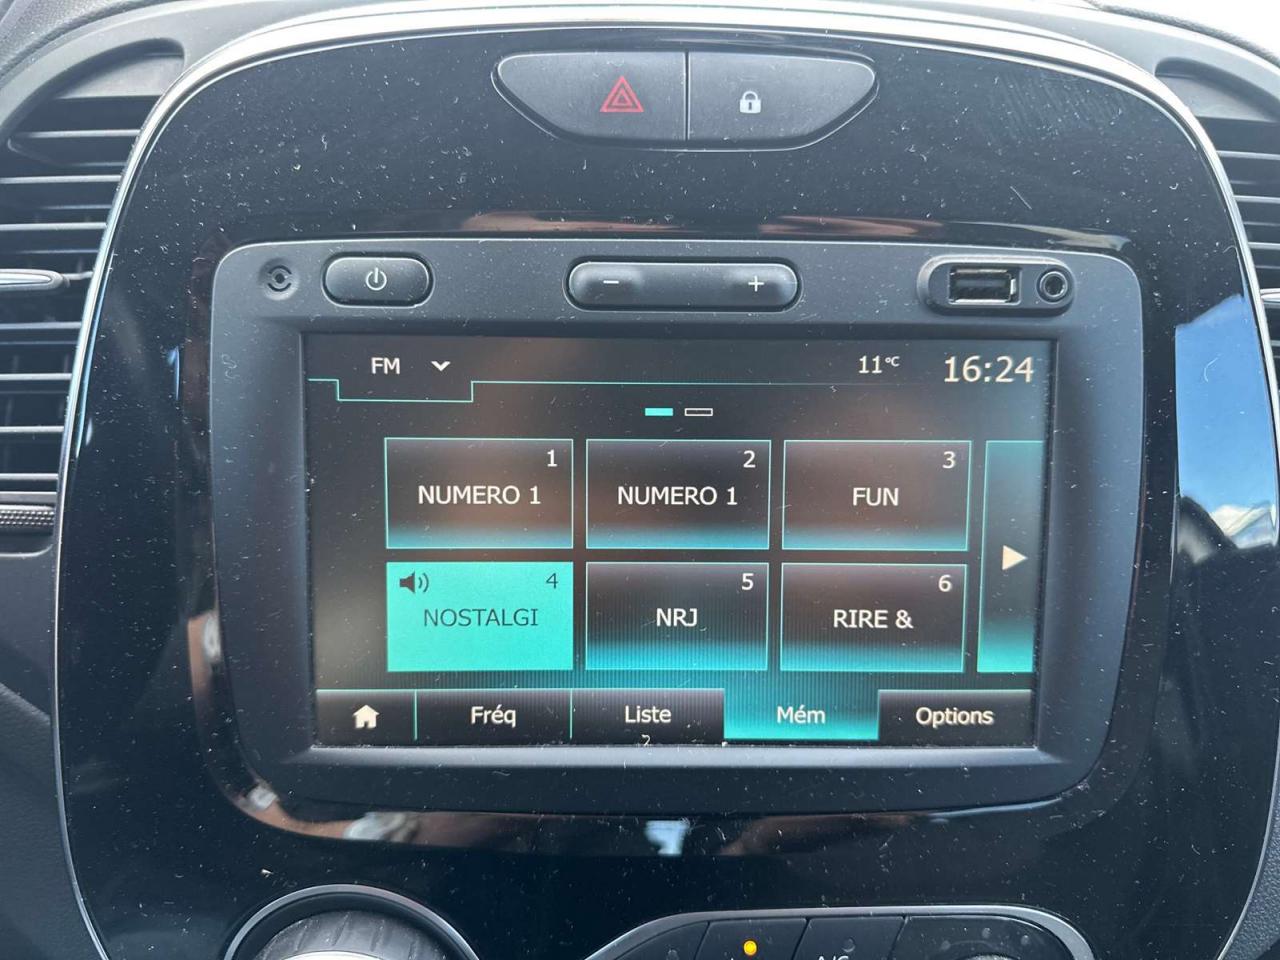 FM 11°C 16:24
1 2 3
NUMERO 1 NUMERO 1 FUN
4 5 6
NOSTALGI NRJ RIRE &
Fréq Liste Mém Options